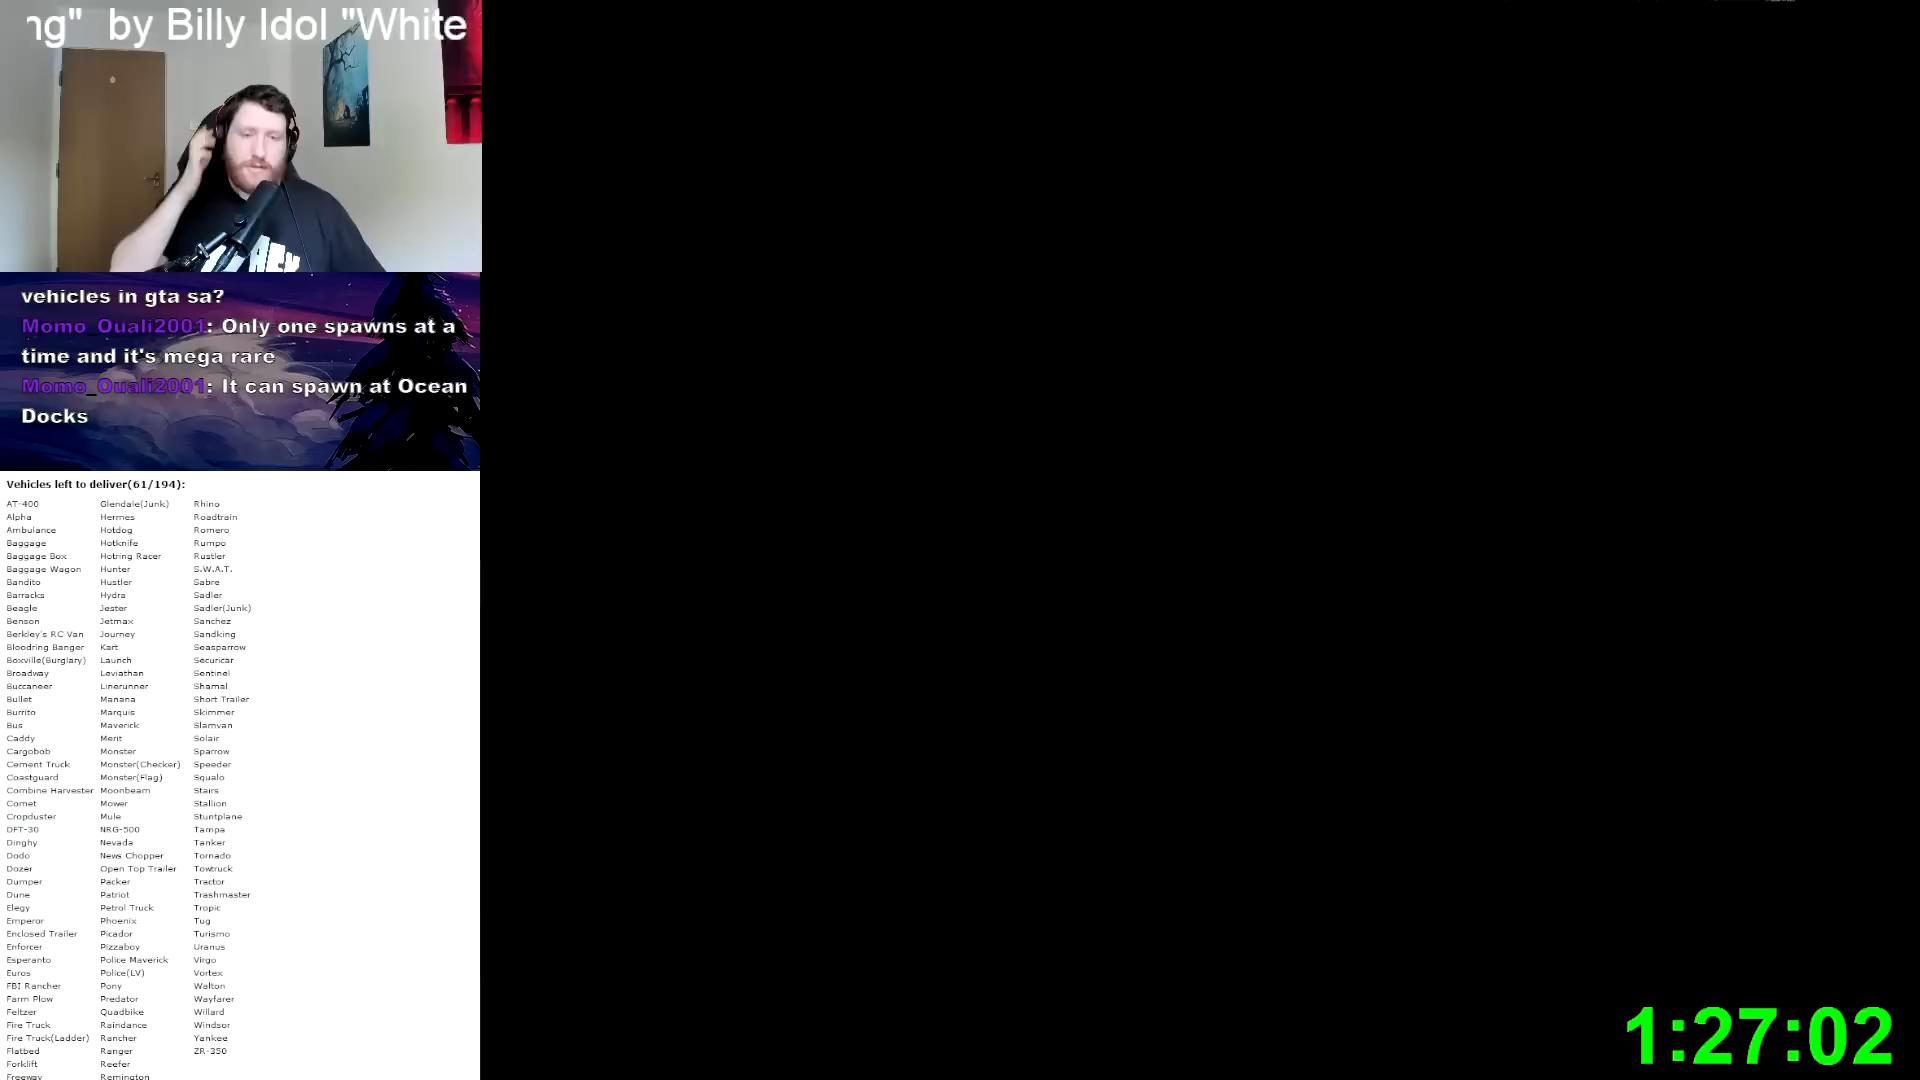 ng" by Billy Idol "White
vehicles in gta sa?
Momo_Ouali2001: Only one spawns at a
time and it's mega rare
Momo_Ouali2001: It can spawn at Ocean
Docks
Vehicles left to deliver(61/194):
AT-400 Glendale(Junk) Rhino
Alpha Hermes Roadtrain
Ambulance Hotdog Romero
Baggage Hotknife Rumpo
Baggage Box Hotring Racer Rustler
Baggage Wagon Hunter S.W.A.T.
Bandito Hustler Sabre
Barracks Hydra Sadler
Beagle Jester Sadler(Junk)
Benson Jetmax Sanchez
Berkley's RC Van Journey Sandking
Bloodring Banger Kart Seasparrow
Boxville(Burglary) Launch Securicar
Broadway Leviathan Sentinel
Buccaneer Linerunner Shamal
Bullet Manana Short Trailer
Burrito Marquis Skimmer
Bus Maverick Slamvan
Caddy Merit Solair
Cargobob Monster Sparrow
Cement Truck Monster(Checker) Speeder
Coastguard Monster(Flag) Squalo
Combine Harvester Moonbeam Stairs
Comet Mower Stallion
Cropduster Mule Stuntplane
DFT-30 NRG-500 Tampa
Dinghy Nevada Tanker
Dodo News Chopper Tornado
Dozer Open Top Trailer Towtruck
Dumper Packer Tractor
Dune Patriot Trashmaster
Elegy Petrol Truck Tropic
Emperor Phoenix Tug
Enclosed Trailer Picador Turismo
Enforcer Pizzaboy Uranus
Esperanto Police Maverick Virgo
Euros Police(LV) Vortex
FBI Rancher Pony Walton
Farm Plow Predator Wayfarer
Feltzer Quadbike Willard
Fire Truck Raindance Windsor
Fire Truck(Ladder) Rancher Yankee
Flatbed Ranger ZR-350
Forklift Reefer
Freeway Remington
1:27:02